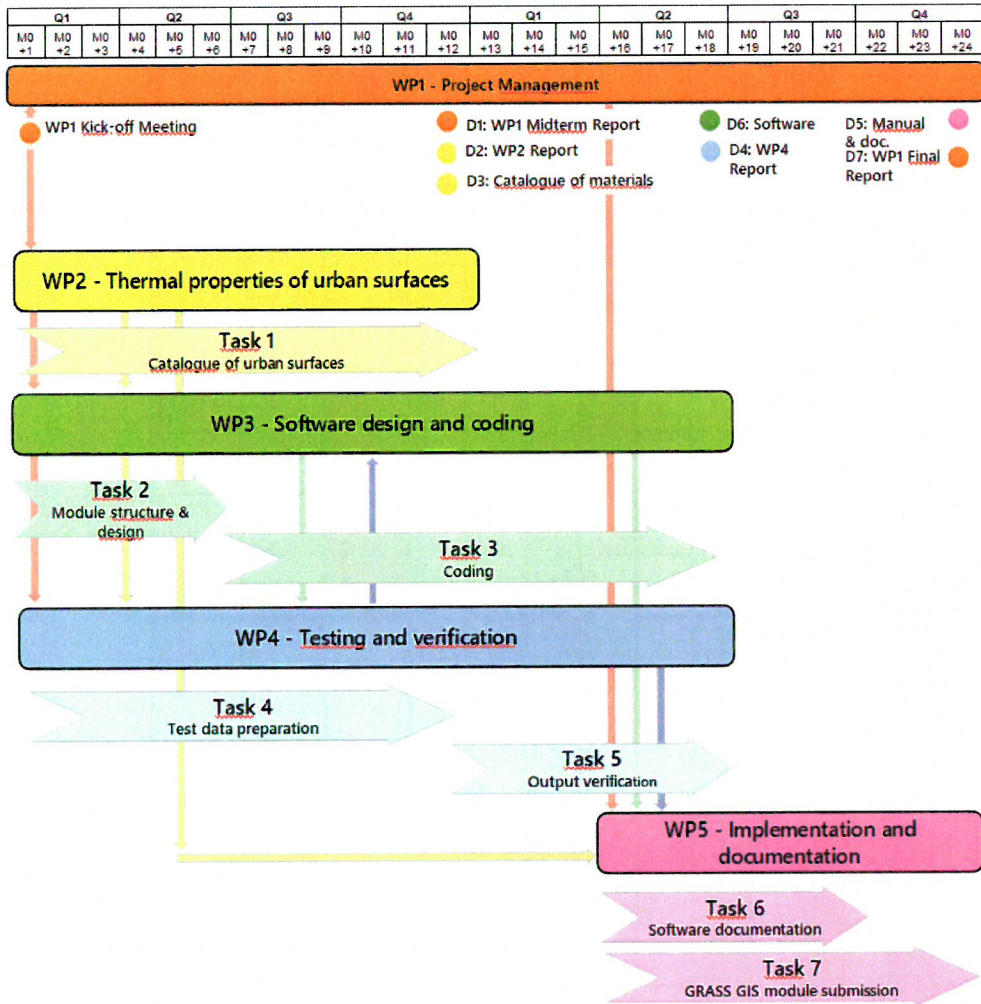 Q1 Q2 Q3 Q4 Q1 Q2 Q3 Q4
M0 +1 M0 +2 M0 +3 M0 +4 M0 +5 M0 +6 M0 +7 M0 +8 M0 +9 M0 +10 M0 +11 M0 +12 M0 +13 M0 +14 M0 +15 M0 +16 M0 +17 M0 +18 M0 +19 M0 +20 M0 +21 M0 +22 M0 +23 M0 +24
WP1 - Project Management
WP1 Kick-off Meeting
D1: WP1 Midterm Report
D2: WP2 Report
D3: Catalogue of materials
D6: Software
D4: WP4
Report
D5: Manual
& doc.
D7: WP1 Final
Report
WP2 - Thermal properties of urban surfaces
Task 1
Catalogue of urban surfaces
WP3 - Software design and coding
Task 2
Module structure &
design
Task 3
Coding
WP4 - Testing and verification
Task 4
Test data preparation
Task 5
Output verification
WP5 - Implementation and
documentation
Task 6
Software documentation
Task 7
GRASS GIS module submission